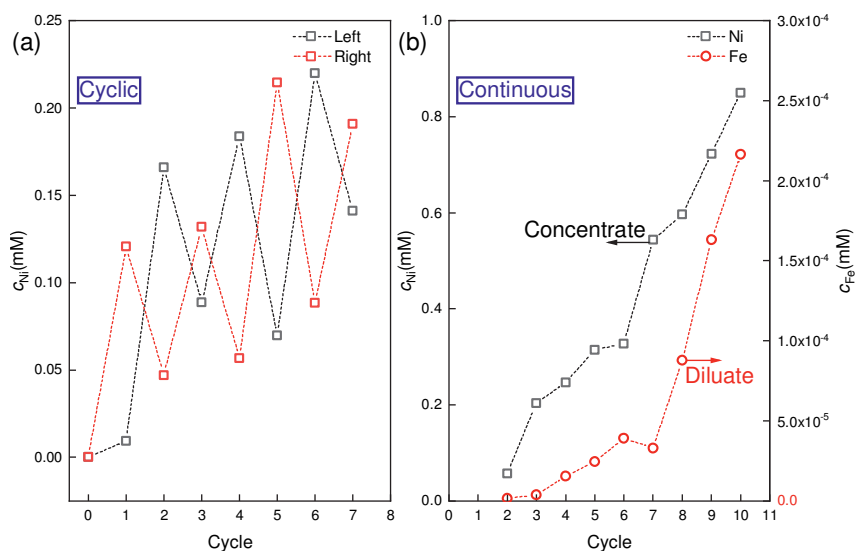 (a)
Left
Right
Cyclic
0.25
0.20
0.15
0.10
0.05
0.00
c_Ni(mM)
0 1 2 3 4 5 6 7 8
Cycle
(b)
Ni
Fe
Continuous
1.0
0.8
0.6
0.4
0.2
0.0
c_Ni(mM)
Concentrate
Diluate
3.0x10⁻⁴
2.5x10⁻⁴
2.0x10⁻⁴
1.5x10⁻⁴
1.0x10⁻⁴
5.0x10⁻⁵
0.0
c_Fe(mM)
0 1 2 3 4 5 6 7 8 9 10 11
Cycle